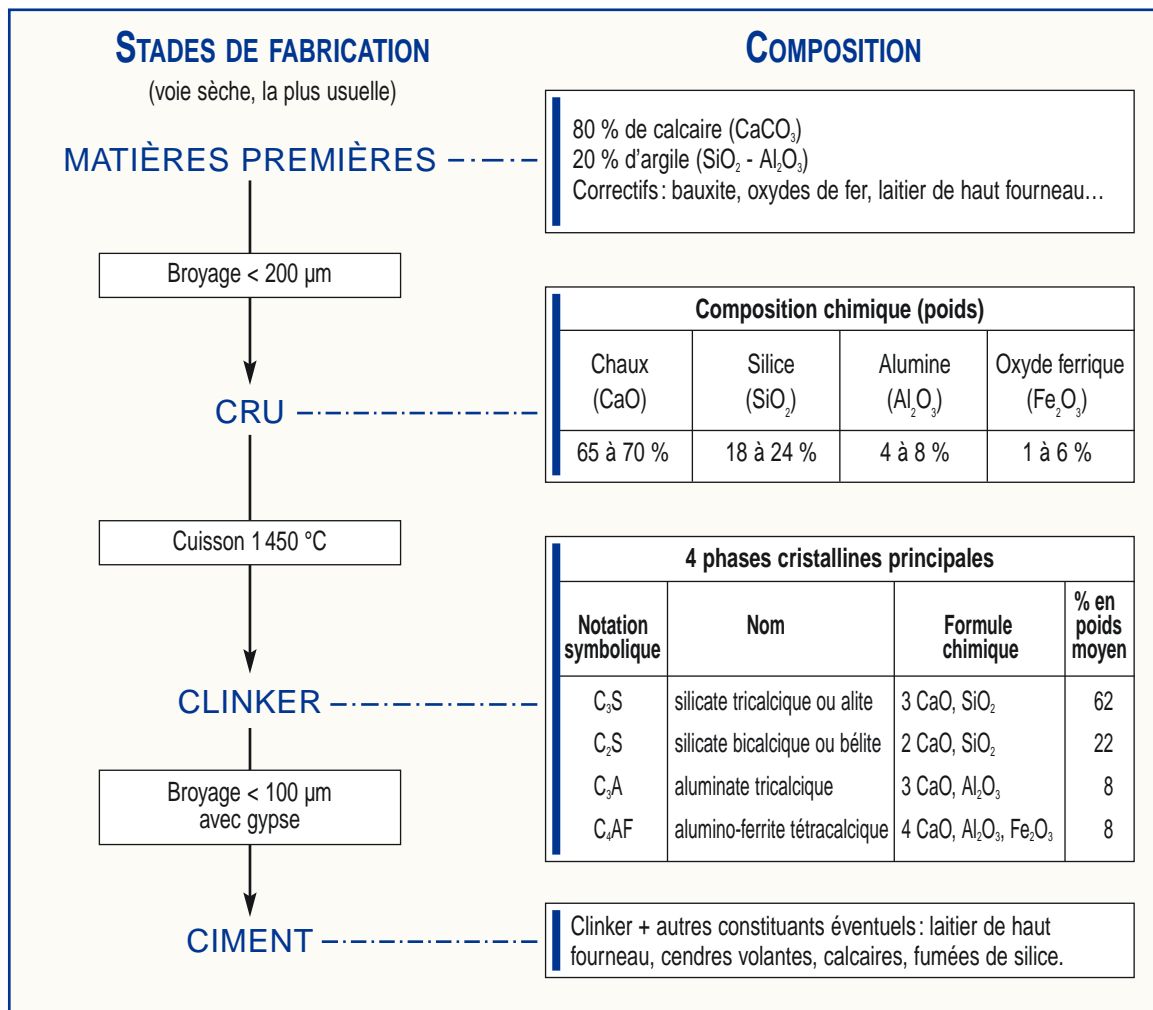 STADES DE FABRICATION
(voie sèche, la plus usuelle)
MATIÈRES PREMIÈRES
Broyage < 200 µm
CRU
Cuisson 1 450 °C
CLINKER
Broyage < 100 µm
avec gypse
CIMENT
COMPOSITION
80 % de calcaire (CaCO₃)
20 % d’argile (SiO₂ - Al₂O₃)
Correctifs : bauxite, oxydes de fer, laitier de haut fourneau…
Composition chimique (poids)
Chaux Silice Alumine Oxyde ferrique
(CaO) (SiO₂) (Al₂O₃) (Fe₂O₃)
65 à 70 % 18 à 24 % 4 à 8 % 1 à 6 %
4 phases cristallines principales
Notation symbolique Nom Formule chimique % en poids moyen
C₃S silicate tricalcique ou alite 3 CaO, SiO₂ 62
C₂S silicate bicalcique ou bélite 2 CaO, SiO₂ 22
C₃A aluminate tricalcique 3 CaO, Al₂O₃ 8
C₄AF alumino-ferrite tétracalcique 4 CaO, Al₂O₃, Fe₂O₃ 8
Clinker + autres constituants éventuels : laitier de haut
fourneau, cendres volantes, calcaires, fumées de silice.